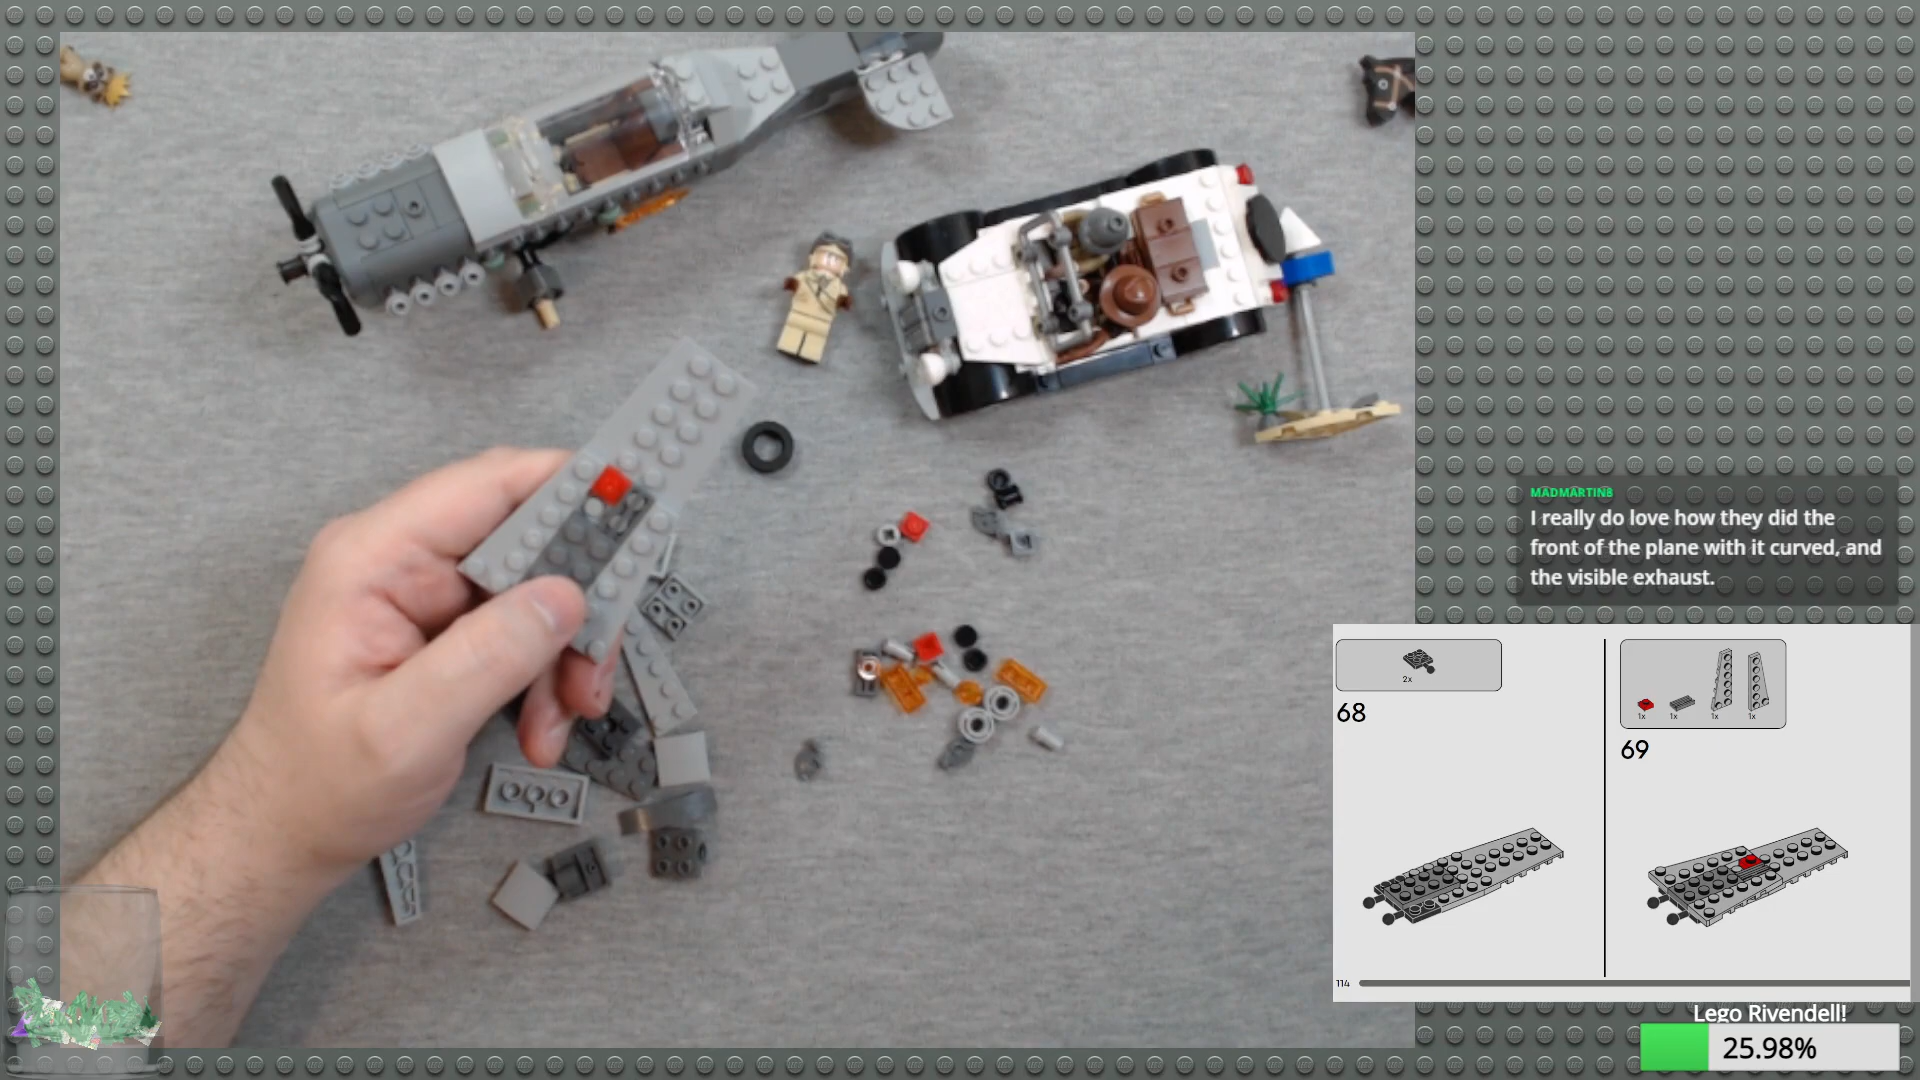 MADMARTIN8
I really do love how they did the
front of the plane with it curved, and
the visible exhaust.
2x
68
1x 1x 1x 1x
69
114
Lego Rivendell!
25.98%